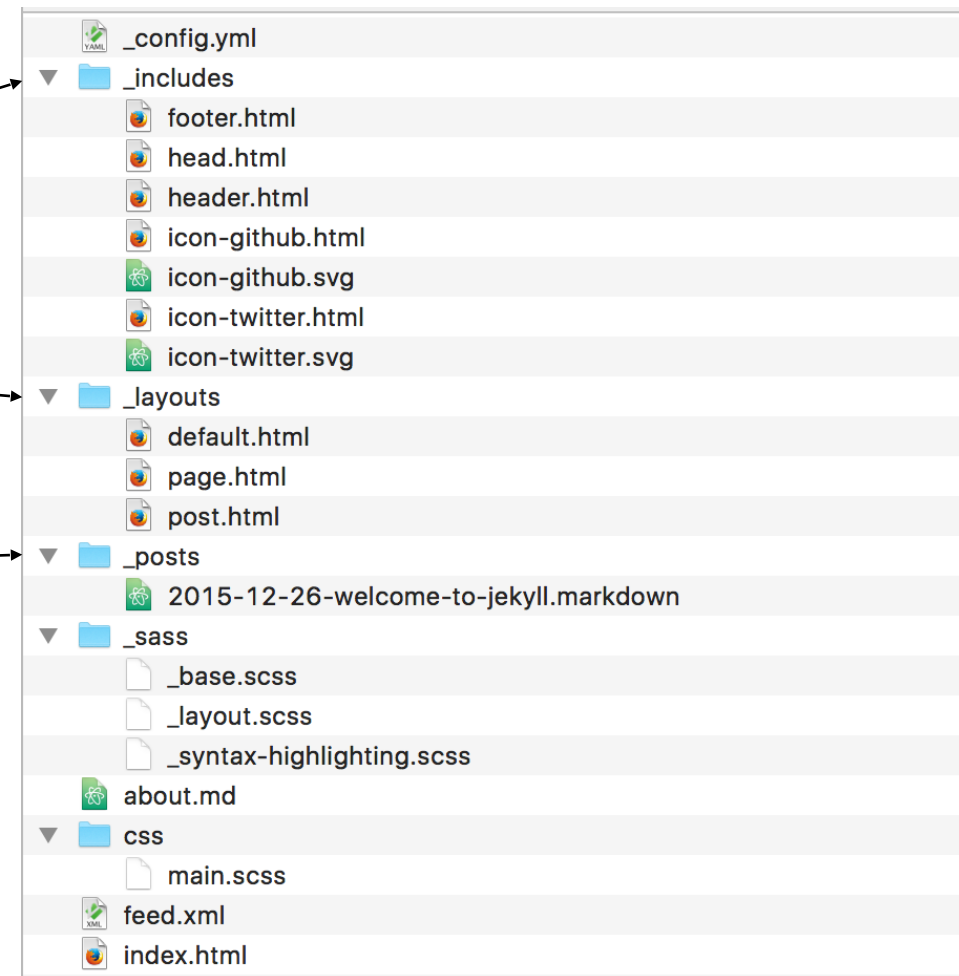 YAML _config.yml
_includes
footer.html
head.html
header.html
icon-github.html
icon-github.svg
icon-twitter.html
icon-twitter.svg
_layouts
default.html
page.html
post.html
_posts
2015-12-26-welcome-to-jekyll.markdown
_sass
_base.scss
_layout.scss
_syntax-highlighting.scss
about.md
css
main.scss
XML feed.xml
index.html